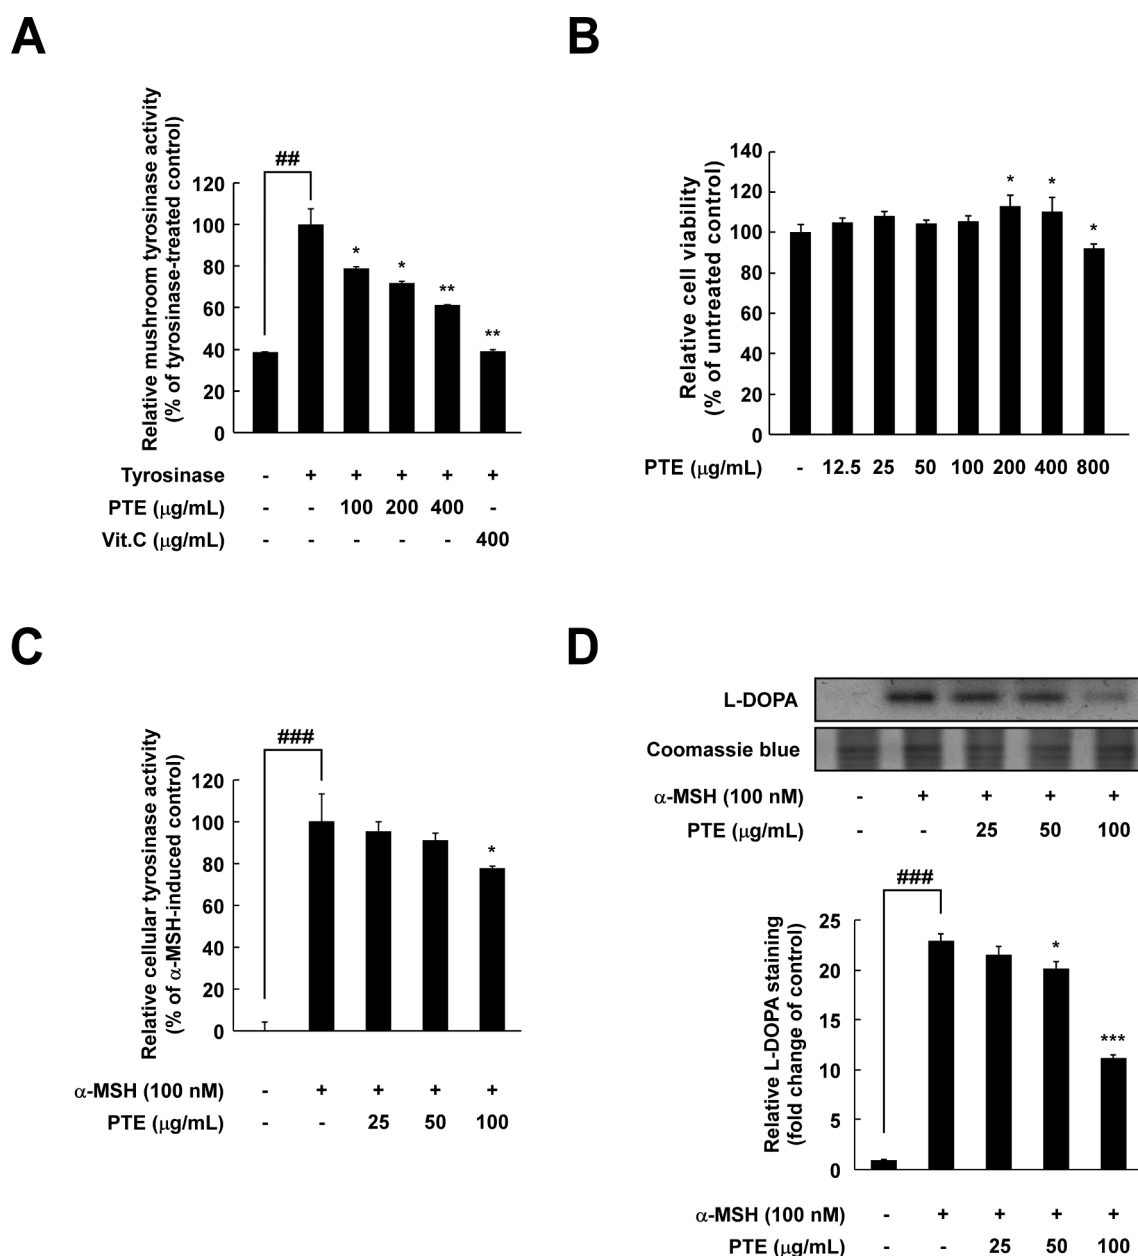 A
Relative mushroom tyrosinase activity
(% of tyrosinase-treated control)
##
120
100
80
60
40
20
0
*
*
**
**
Tyrosinase - + + + + +
PTE (μg/mL) - - 100 200 400 -
Vit.C (μg/mL) - - - - - 400
B
Relative cell viability
(% of untreated control)
140
120
100
80
60
40
20
0
*
*
*
PTE (μg/mL) - 12.5 25 50 100 200 400 800
C
Relative cellular tyrosinase activity
(% of α-MSH-induced control)
###
120
100
80
60
40
20
0
*
α-MSH (100 nM) - + + + +
PTE (μg/mL) - - 25 50 100
D
L-DOPA
Coomassie blue
α-MSH (100 nM) - + + + +
PTE (μg/mL) - - 25 50 100
Relative L-DOPA staining
(fold change of control)
###
25
20
15
10
5
0
*
***
α-MSH (100 nM) - + + + +
PTE (μg/mL) - - 25 50 100